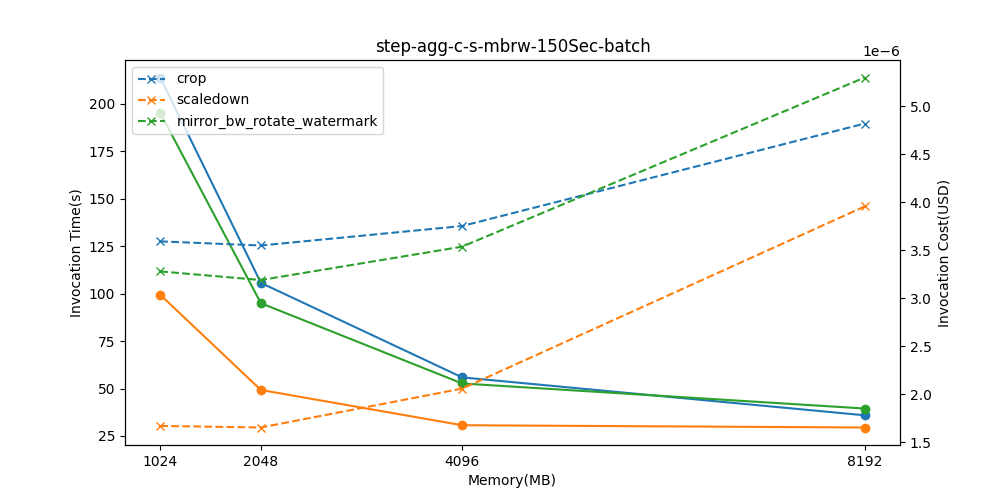 step-agg-c-s-mbrw-150Sec-batch
1e−6
crop
scaledown
mirror_bw_rotate_watermark
Invocation Time(s)
200
175
150
125
100
75
50
25
5.0
4.5
4.0
3.5
3.0
2.5
2.0
1.5
Invocation Cost(USD)
1024
2048
4096
8192
Memory(MB)